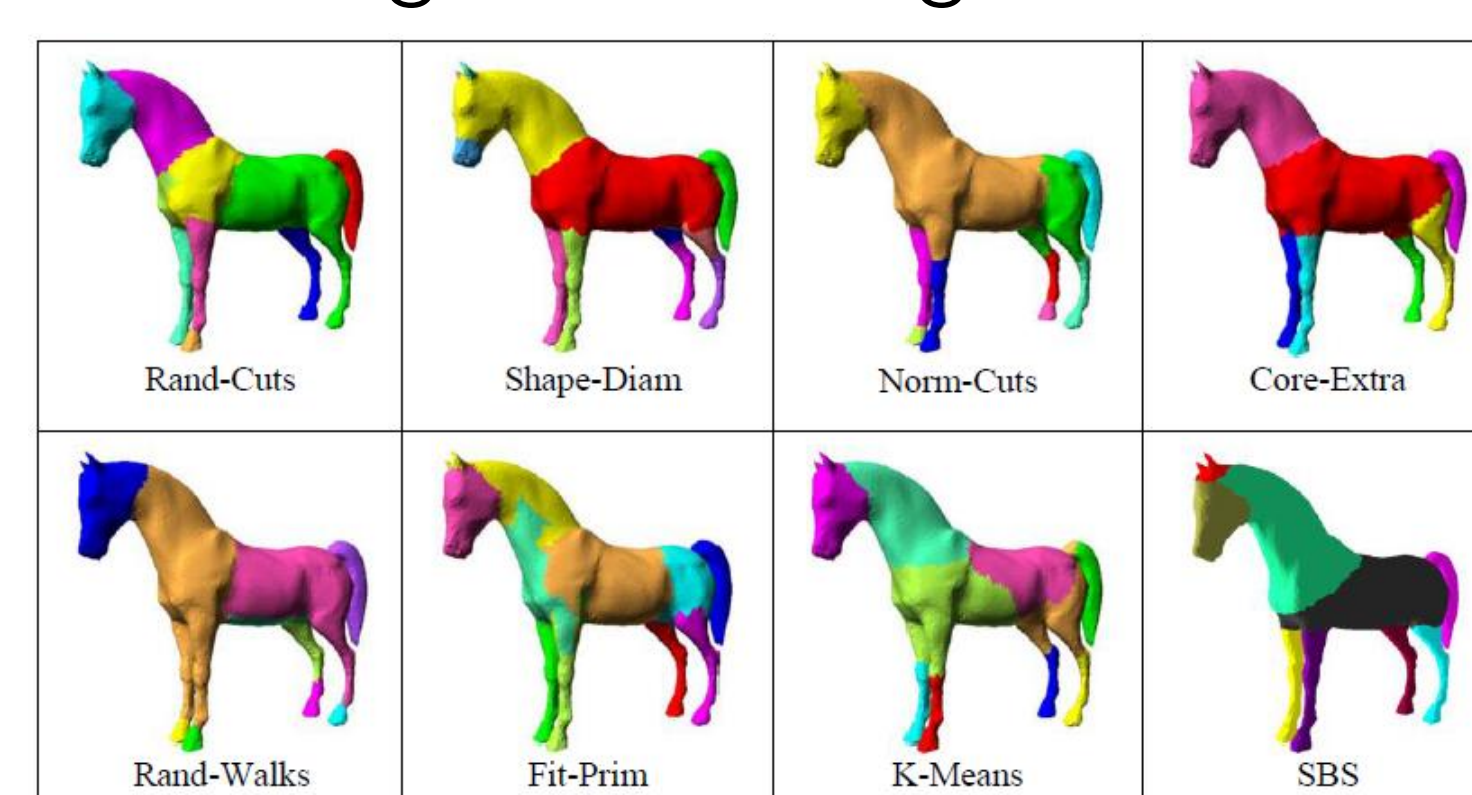 Rand-Cuts
Shape-Diam
Norm-Cuts
Core-Extra
Rand-Walks
Fit-Prim
K-Means
SBS